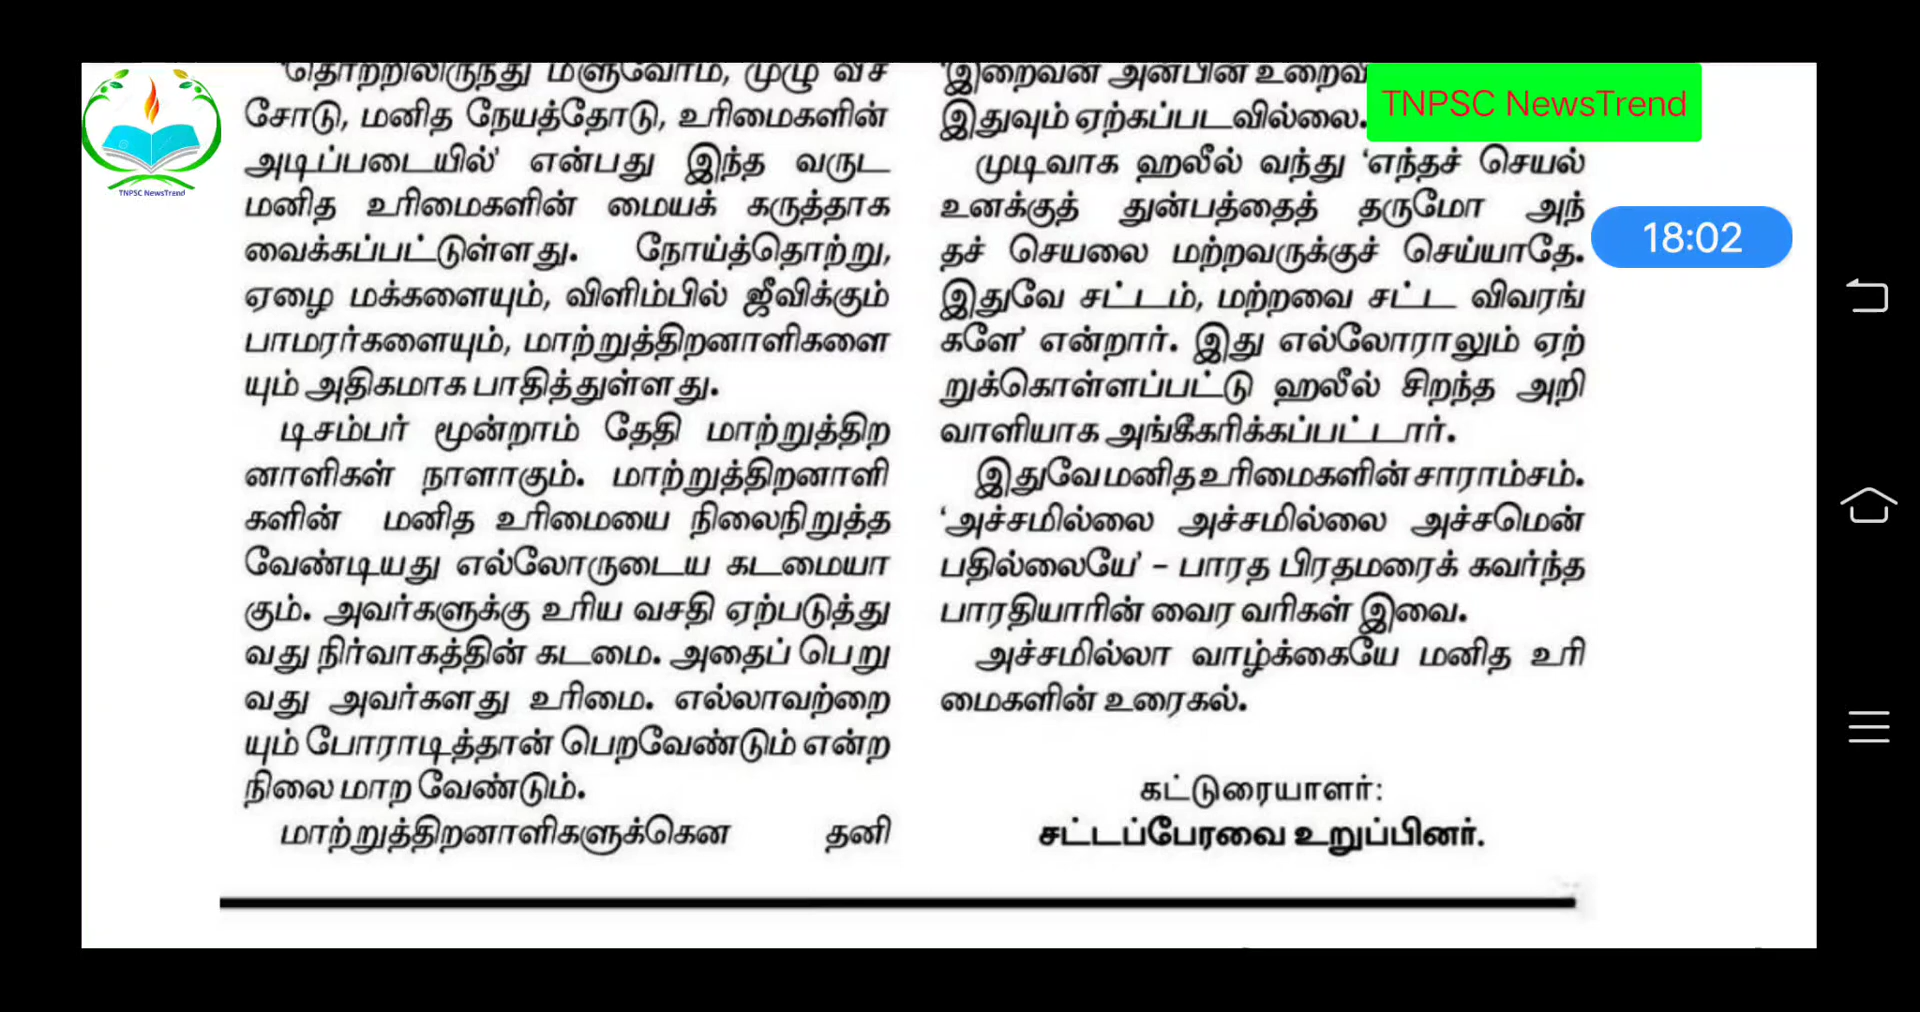 'தொற்றிலிருந்து மீளுவோம், முழு வீச்
சோடு, மனித நேயத்தோடு, உரிமைகளின்
அடிப்படையில்' என்பது இந்த வருட
மனித உரிமைகளின் மையக் கருத்தாக
வைக்கப்பட்டுள்ளது. நோய்த்தொற்று,
ஏழை மக்களையும், விளிம்பில் ஜீவிக்கும்
பாமரர்களையும், மாற்றுத்திறனாளிகளை
யும் அதிகமாக பாதித்துள்ளது.
டிசம்பர் மூன்றாம் தேதி மாற்றுத்திற
னாளிகள் நாளாகும். மாற்றுத்திறனாளி
களின் மனித உரிமையை நிலைநிறுத்த
வேண்டியது எல்லோருடைய கடமையா
கும். அவர்களுக்கு உரிய வசதி ஏற்படுத்து
வது நிர்வாகத்தின் கடமை. அதைப் பெறு
வது அவர்களது உரிமை. எல்லாவற்றை
யும் போராடித்தான் பெறவேண்டும் என்ற
நிலை மாற வேண்டும்.
மாற்றுத்திறனாளிகளுக்கென தனி
'இறைவன் அன்பின்
இதுவும் ஏற்கப்படவில்லை.
முடிவாக ஹலீல் வந்து 'எந்தச் செயல்
உனக்குத் துன்பத்தைத் தருமோ அந்
தச் செயலை மற்றவருக்குச் செய்யாதே.
இதுவே சட்டம், மற்றவை சட்ட விவரங்
களே' என்றார். இது எல்லோராலும் ஏற்
றுக்கொள்ளப்பட்டு ஹலீல் சிறந்த அறி
வாளியாக அங்கீகரிக்கப்பட்டார்.
இதுவே மனித உரிமைகளின் சாராம்சம்.
'அச்சமில்லை அச்சமில்லை அச்சமென்
பதில்லையே' – பாரத பிரதமரைக் கவர்ந்த
பாரதியாரின் வைர வரிகள் இவை.
அச்சமில்லா வாழ்க்கையே மனித உரி
மைகளின் உரைகல்.
கட்டுரையாளர்:
சட்டப்பேரவை உறுப்பினர்.
TNPSC NewsTrend
18:02
TNPSC NewsTrend